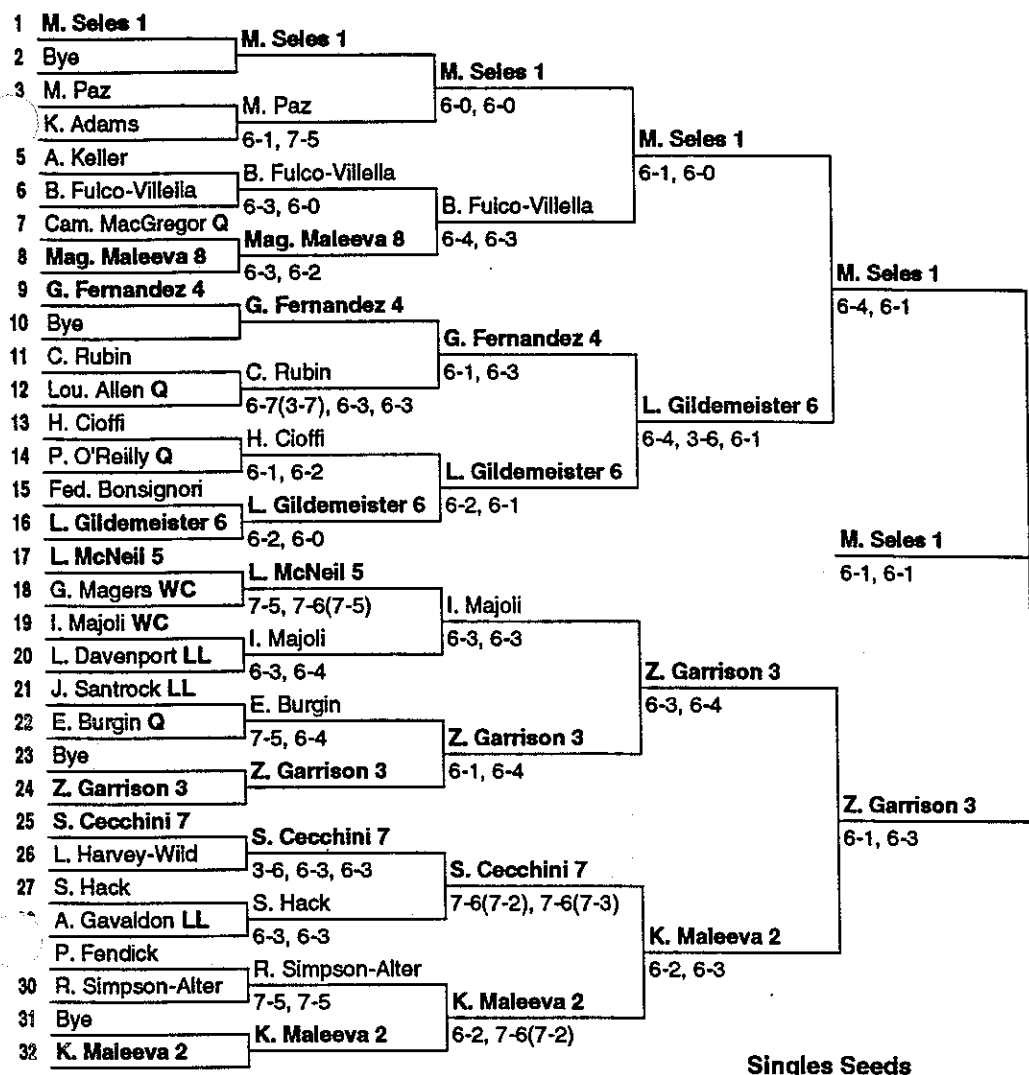 1 M. Seles 1
2 Bye
3 M. Paz
K. Adams
5 A. Keller
6 B. Fulco-Villella
7 Cam. MacGregor Q
8 Mag. Maleeva 8
9 G. Fernandez 4
10 Bye
11 C. Rubin
12 Lou. Allen Q
13 H. Cioffi
14 P. O'Reilly Q
15 Fed. Bonsignori
16 L. Gildemeister 6
17 L. McNeil 5
18 G. Magers WC
19 I. Majoli WC
20 L. Davenport LL
21 J. Santrock LL
22 E. Burgin Q
23 Bye
24 Z. Garrison 3
25 S. Cecchini 7
26 L. Harvey-Wild
27 S. Hack
A. Gavaldon LL
P. Fendick
30 R. Simpson-Alter
31 Bye
32 K. Maleeva 2
M. Seles 1
M. Paz
6-1, 7-5
B. Fulco-Villella
6-3, 6-0
Mag. Maleeva 8
6-3, 6-2
G. Fernandez 4
C. Rubin
6-7(3-7), 6-3, 6-3
H. Cioffi
6-1, 6-2
L. Gildemeister 6
6-2, 6-0
L. McNeil 5
7-5, 7-6(7-5)
I. Majoli
6-3, 6-4
E. Burgin
7-5, 6-4
Z. Garrison 3
S. Cecchini 7
3-6, 6-3, 6-3
S. Hack
6-3, 6-3
R. Simpson-Alter
7-5, 7-5
K. Maleeva 2
M. Seles 1
6-0, 6-0
B. Fulco-Villella
6-4, 6-3
G. Fernandez 4
6-1, 6-3
L. Gildemeister 6
6-2, 6-1
I. Majoli
6-3, 6-3
Z. Garrison 3
6-1, 6-4
S. Cecchini 7
7-6(7-2), 7-6(7-3)
K. Maleeva 2
6-2, 7-6(7-2)
M. Seles 1
6-1, 6-0
L. Gildemeister 6
6-4, 3-6, 6-1
Z. Garrison 3
6-3, 6-4
K. Maleeva 2
6-2, 6-3
M. Seles 1
6-4, 6-1
Z. Garrison 3
6-1, 6-3
M. Seles 1
6-1, 6-1
Singles Seeds